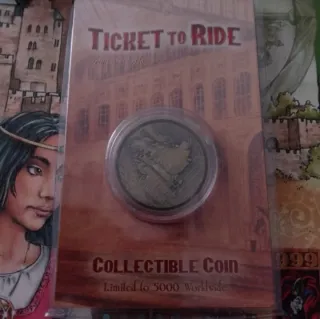 TICKET TO RIDE
COLLECTIBLE COIN
Limited to 5000 Worldwide